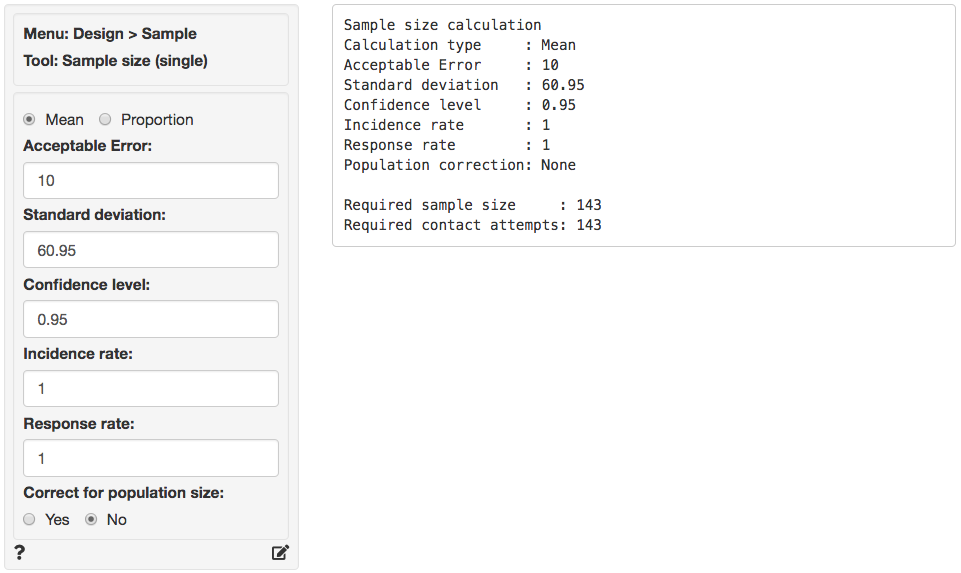 Menu: Design > Sample
Tool: Sample size (single)
Mean Proportion
Acceptable Error:
10
Standard deviation:
60.95
Confidence level:
0.95
Incidence rate:
1
Response rate:
1
Correct for population size:
Yes No
?
Sample size calculation
Calculation type     : Mean
Acceptable Error     : 10
Standard deviation   : 60.95
Confidence level     : 0.95
Incidence rate       : 1
Response rate        : 1
Population correction: None
Required sample size     : 143
Required contact attempts: 143